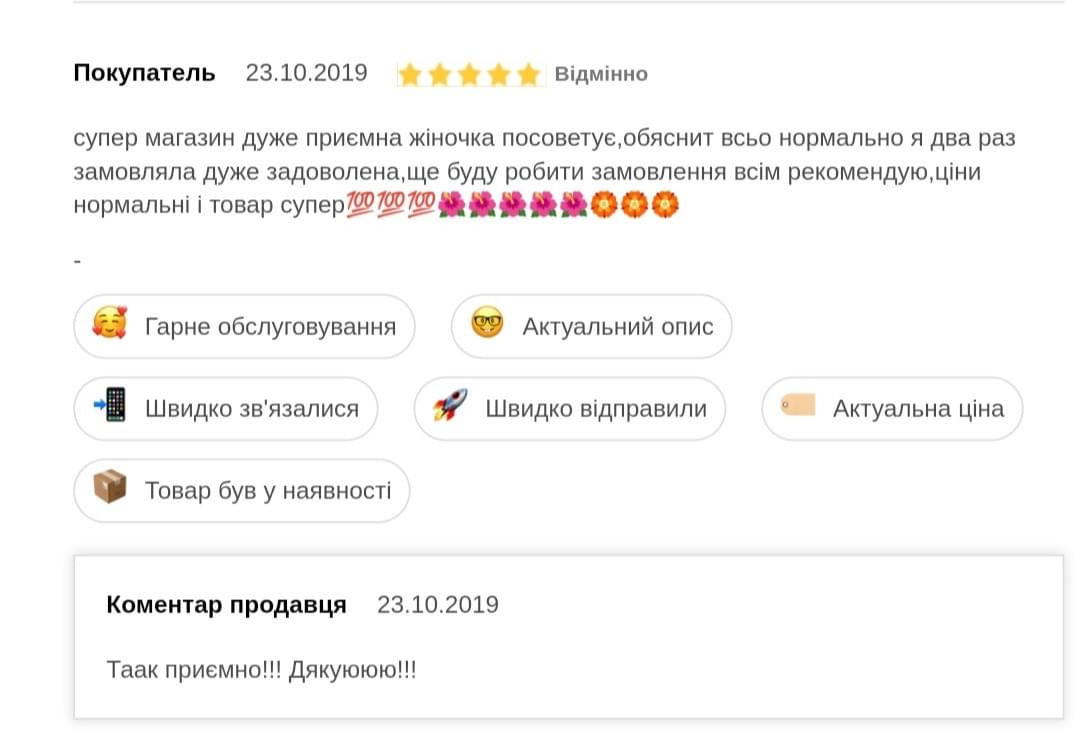 Покупатель 23.10.2019 Відмінно
супер магазин дуже приємна жіночка посоветує,обяснит всьо нормально я два раз
замовляла дуже задоволена,ще буду робити замовлення всім рекомендую,ціни
нормальні і товар супер💯💯💯🌺🌺🌺🌺🌺🏵️🏵️🏵️
-
🥰 Гарне обслуговування 🤓 Актуальний опис
📲 Швидко зв'язалися 🚀 Швидко відправили 🏷️ Актуальна ціна
📦 Товар був у наявності
Коментар продавця 23.10.2019
Таак приємно!!! Дякуююю!!!